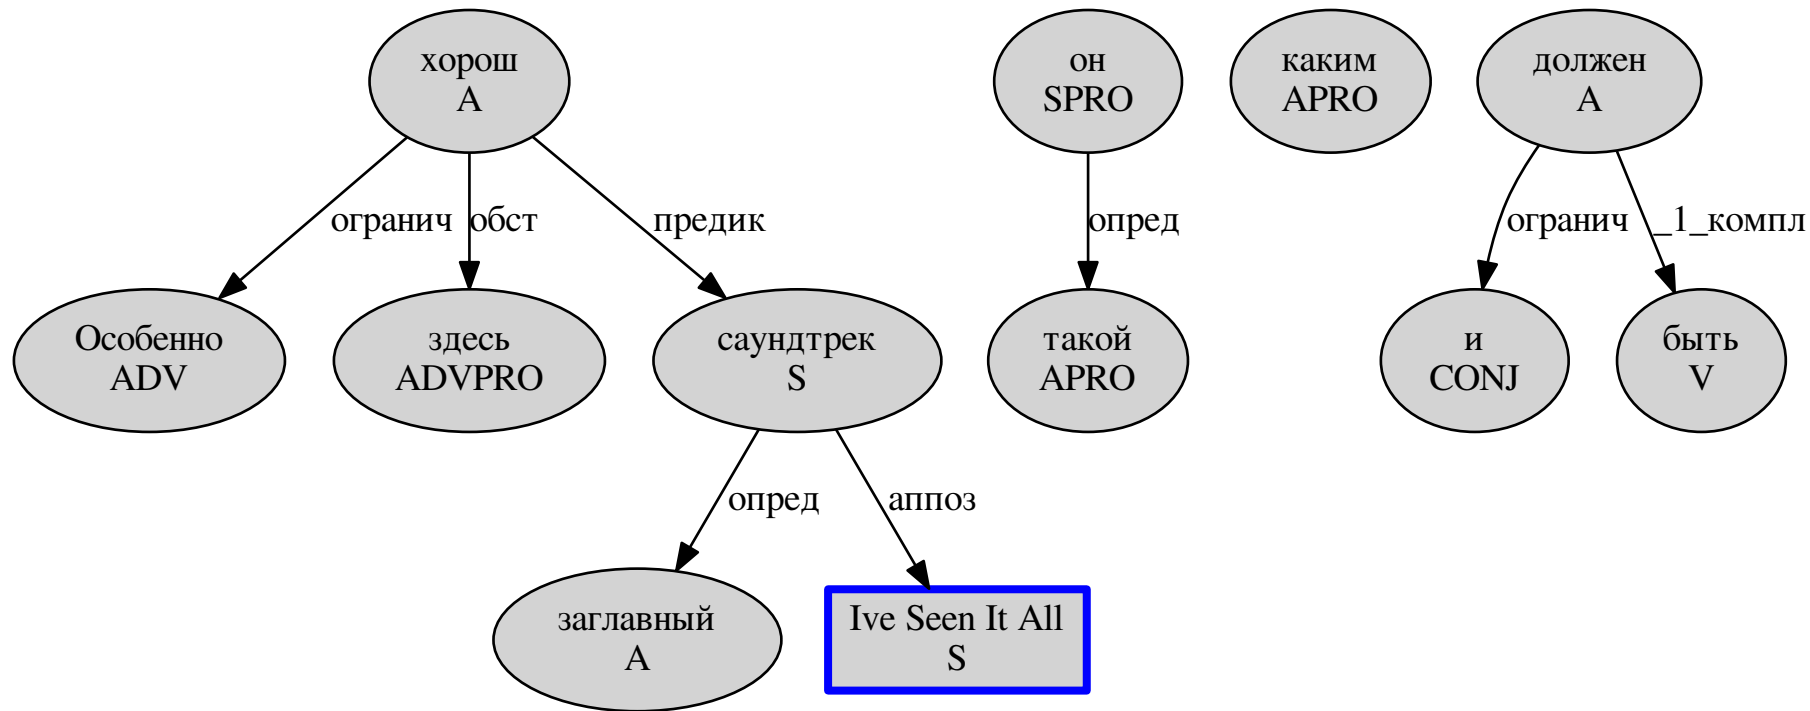 хорош
A
он
SPRO
каким
APRO
должен
A
огранич
обст
предик
опред
огранич
_1_компл
Особенно
ADV
здесь
ADVPRO
саундтрек
S
такой
APRO
и
CONJ
быть
V
опред
аппоз
заглавный
A
Ive Seen It All
S